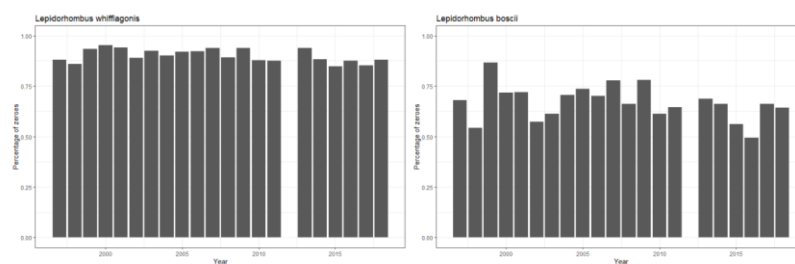 Lepidorhombus whiffiagonis
1.00
0.75
0.50
0.25
0.00
Percentage of zeroes
2000 2005 2010 2015
Year
Lepidorhombus boscii
1.00
0.75
0.50
0.25
0.00
Percentage of zeroes
2000 2005 2010 2015
Year